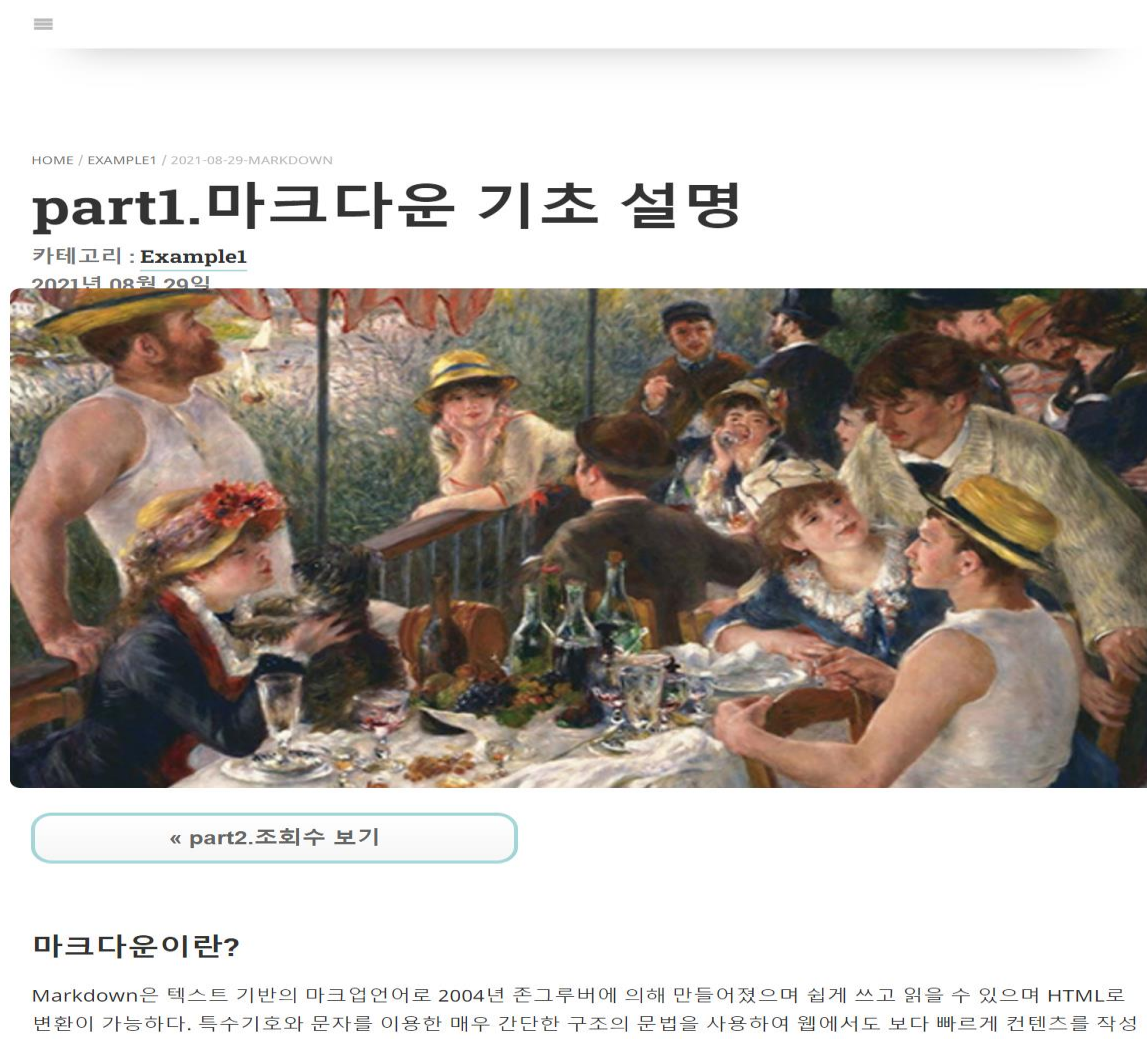 HOME / EXAMPLE1 / 2021-08-29-MARKDOWN
part1.마크다운 기초 설명
카테고리 : Example1
2021년 08월 29일
« part2.조회수 보기
마크다운이란?
Markdown은 텍스트 기반의 마크업언어로 2004년 존그루버에 의해 만들어졌으며 쉽게 쓰고 읽을 수 있으며 HTML로
변환이 가능하다. 특수기호와 문자를 이용한 매우 간단한 구조의 문법을 사용하여 웹에서도 보다 빠르게 컨텐츠를 작성